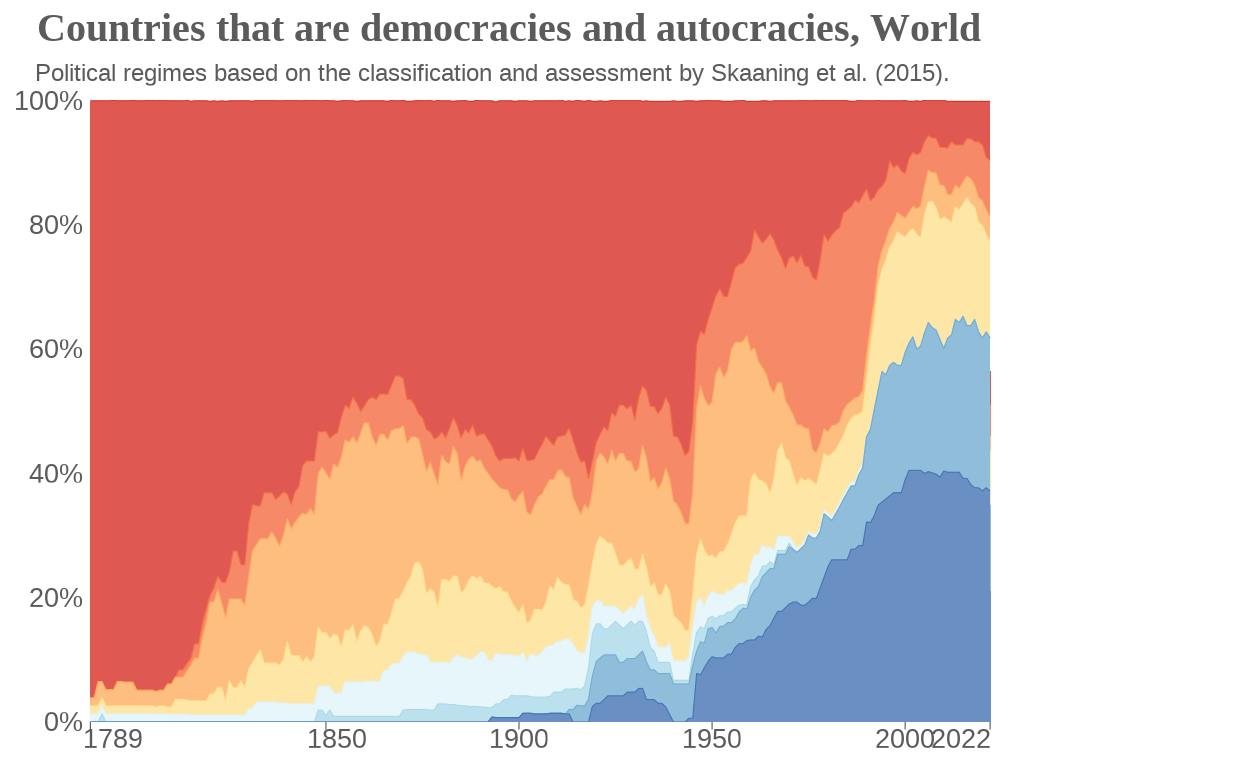 Countries that are democracies and autocracies, World
Political regimes based on the classification and assessment by Skaaning et al. (2015).
100%
80%
60%
40%
20%
0%
1789 1850 1900 1950 2000 2022